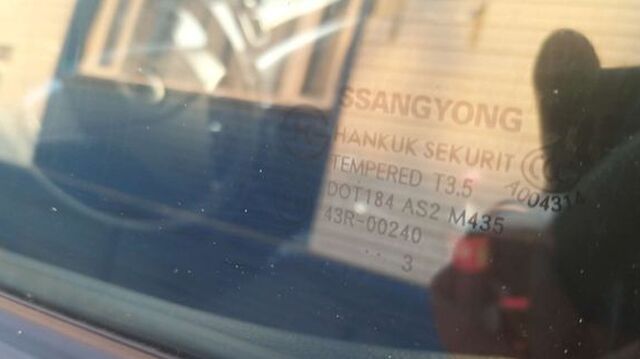 SSANGYONG
HANKUK SEKURIT
TEMPERED T3.5
DOT184 AS2 M435
43R-00240
.. 3